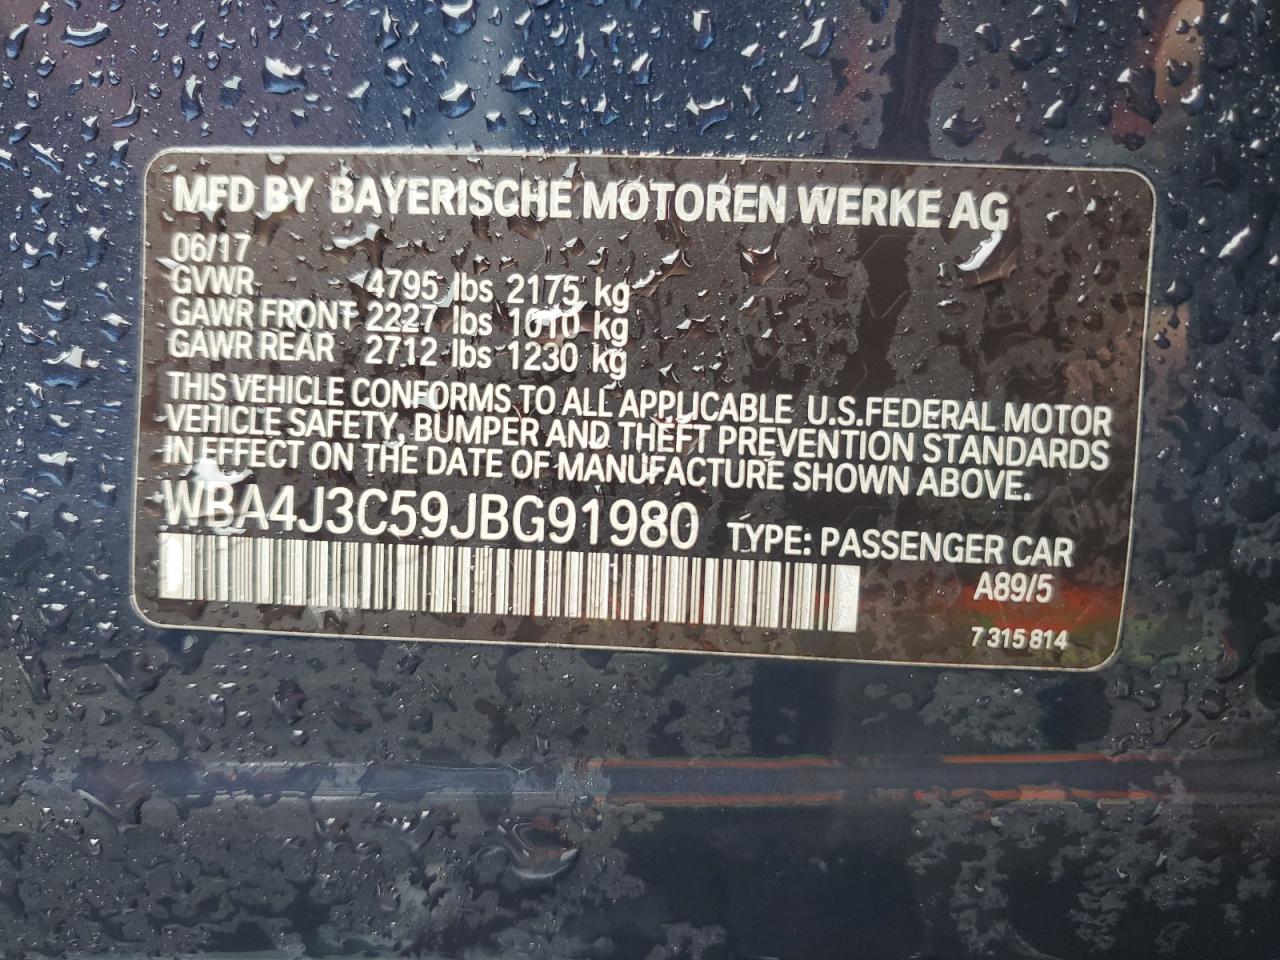 MFD BY BAYERISCHE MOTOREN WERKE AG
06/17
GVWR 4795 lbs 2175 kg
GAWR FRONT 2227 lbs 1010 kg
GAWR REAR 2712 lbs 1230 kg
THIS VEHICLE CONFORMS TO ALL APPLICABLE U.S.FEDERAL MOTOR
VEHICLE SAFETY, BUMPER AND THEFT PREVENTION STANDARDS
IN EFFECT ON THE DATE OF MANUFACTURE SHOWN ABOVE.
WBA4J3C59JBG91980 TYPE: PASSENGER CAR
A89/5
7 315 814